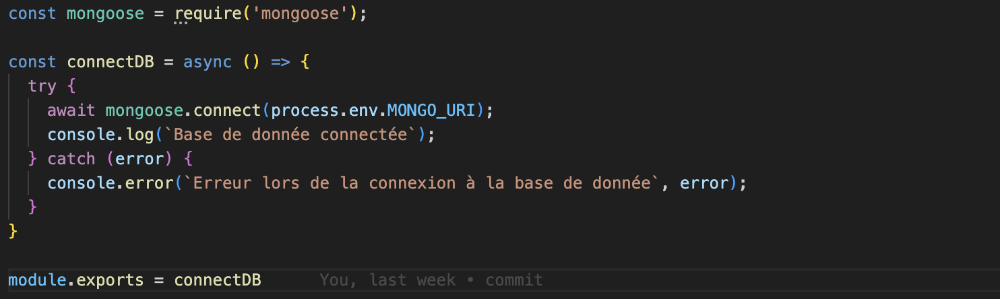 const mongoose = require('mongoose');
const connectDB = async () => {
try {
await mongoose.connect(process.env.MONGO_URI);
console.log(`Base de donnée connectée`);
} catch (error) {
console.error(`Erreur lors de la connexion à la base de donnée`, error);
}
}
module.exports = connectDB You, last week • commit